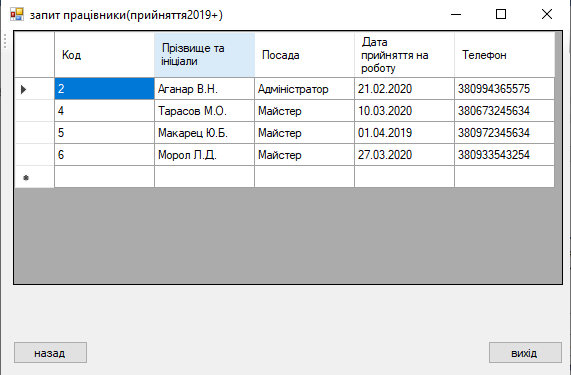 запит працівники(прийняття2019+)
Код Прізвище та ініціали Посада Дата прийняття на роботу Телефон
2 Аганар В.Н. Адміністратор 21.02.2020 380994365575
4 Тарасов М.О. Майстер 10.03.2020 380673245634
5 Макарец Ю.Б. Майстер 01.04.2019 380972345634
6 Морол Л.Д. Майстер 27.03.2020 380933543254
назад
вихід